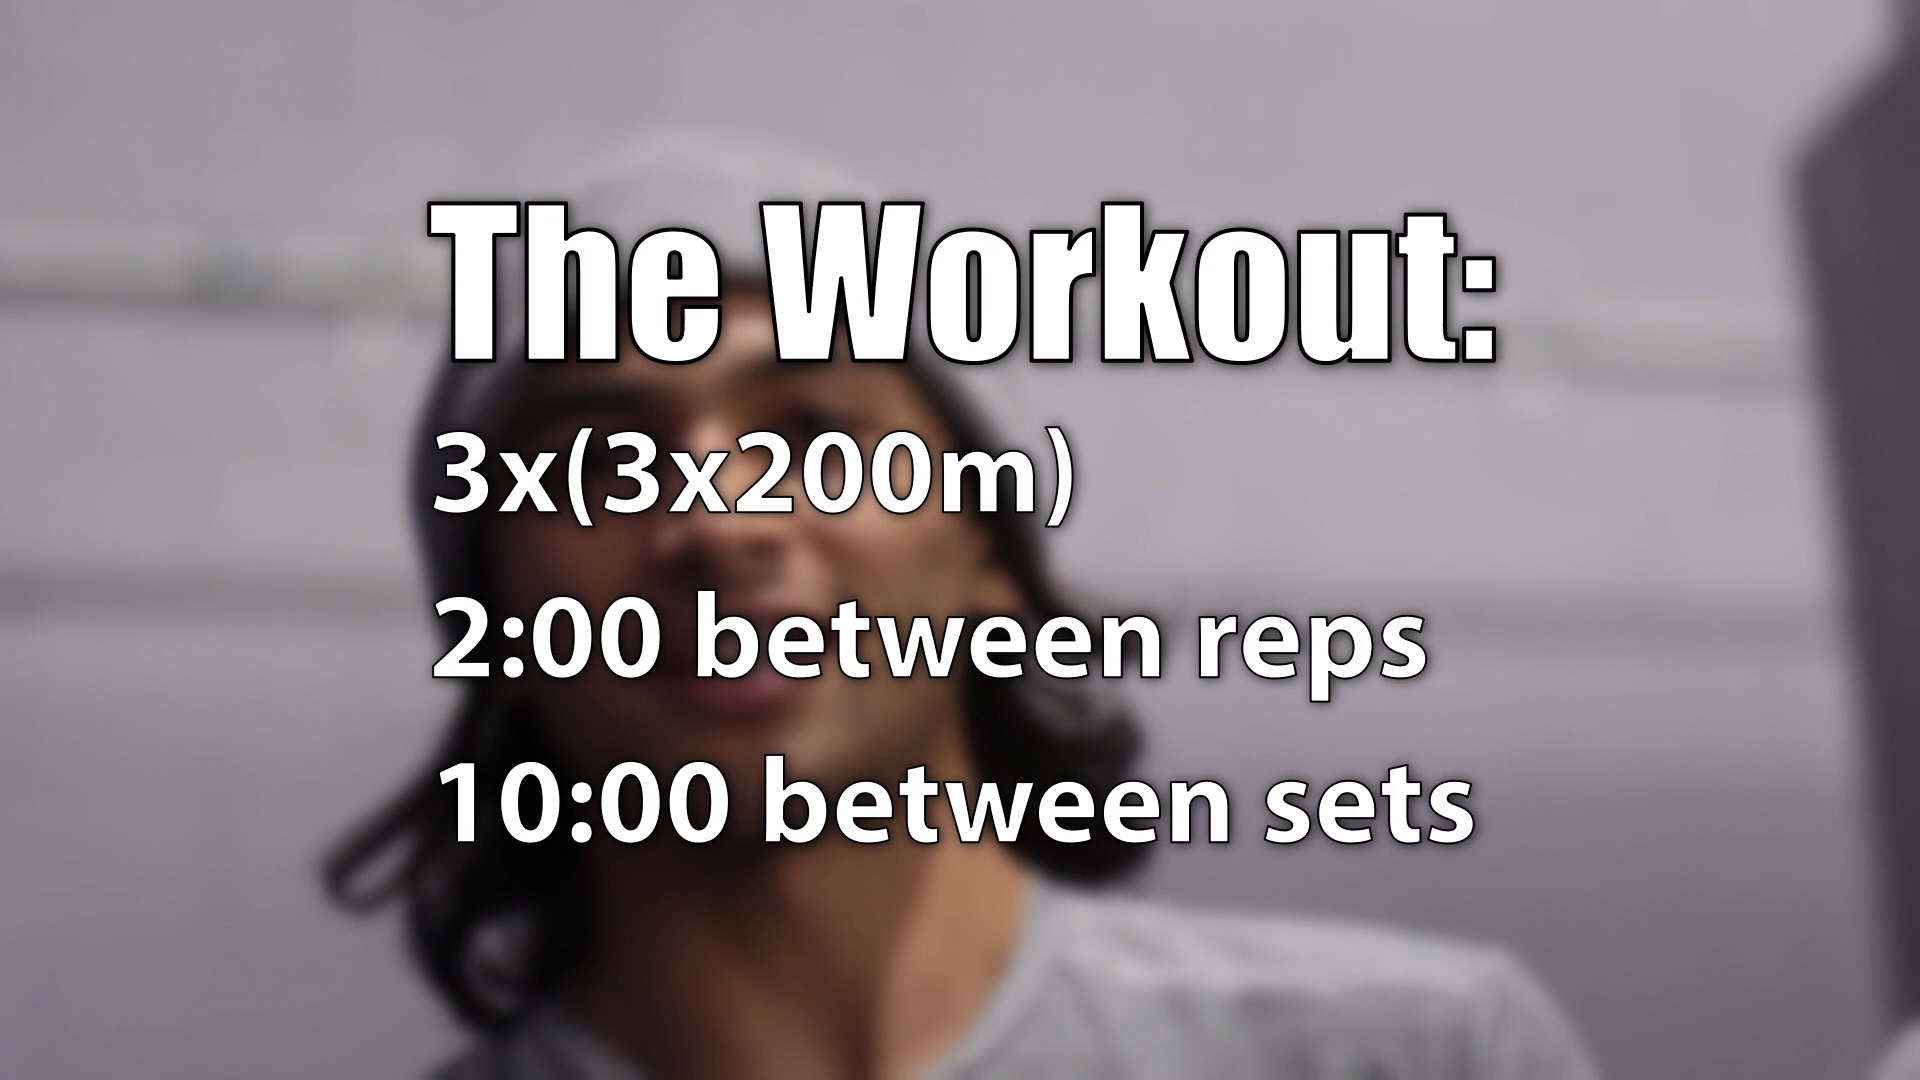 The Workout:
3x(3x200m)
2:00 between reps
10:00 between sets